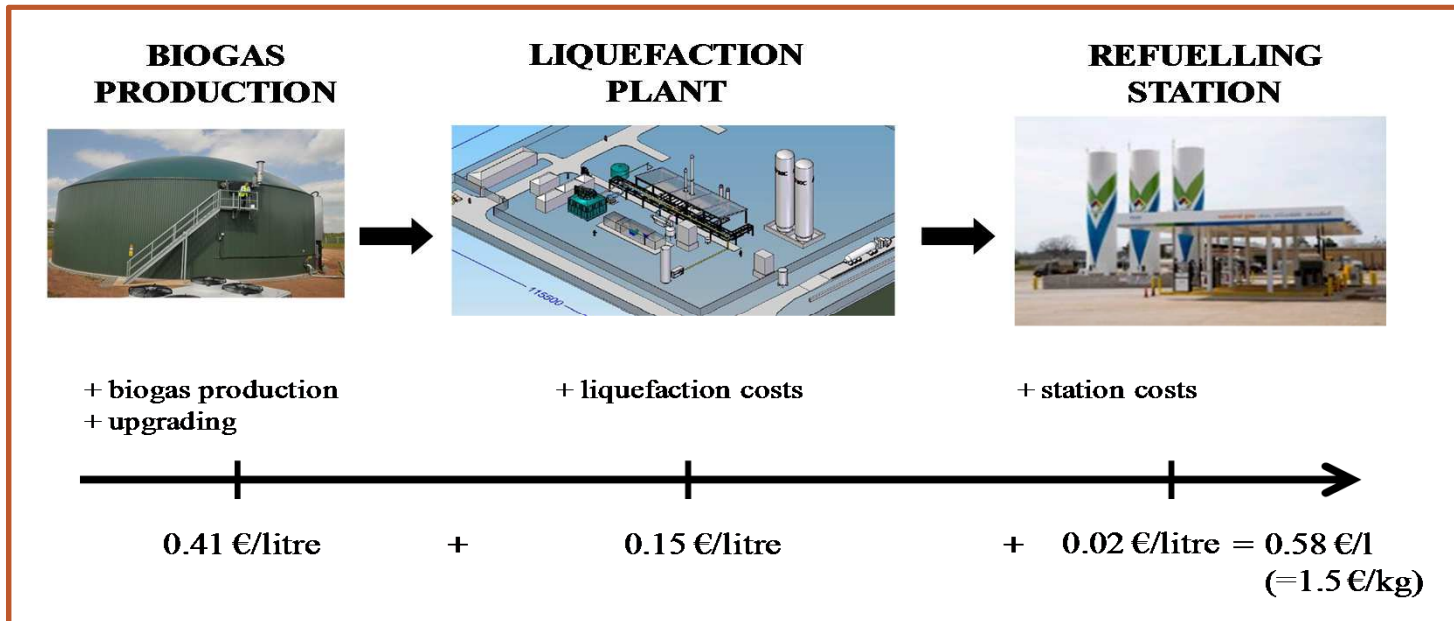 BIOGAS
PRODUCTION
LIQUEFACTION
PLANT
REFUELLING
STATION
115800
+ biogas production
+ upgrading
+ liquefaction costs
+ station costs
0.41 €/litre + 0.15 €/litre + 0.02 €/litre = 0.58 €/l
(=1.5 €/kg)